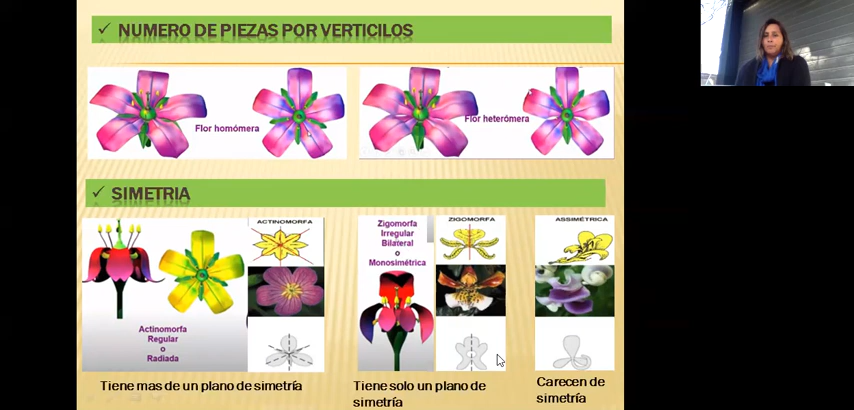 ✓ NUMERO DE PIEZAS POR VERTICILOS
Flor homómera
Flor heterómera
✓ SIMETRIA
Actinomorfa
Regular
o
Radiada
ACTINOMORFA
Zigomorfa
Irregular
Bilateral
o
Monosimétrica
ZIGOMORFA
ASSIMÉTRICA
Tiene mas de un plano de simetría
Tiene solo un plano de
simetría
Carecen de
simetría